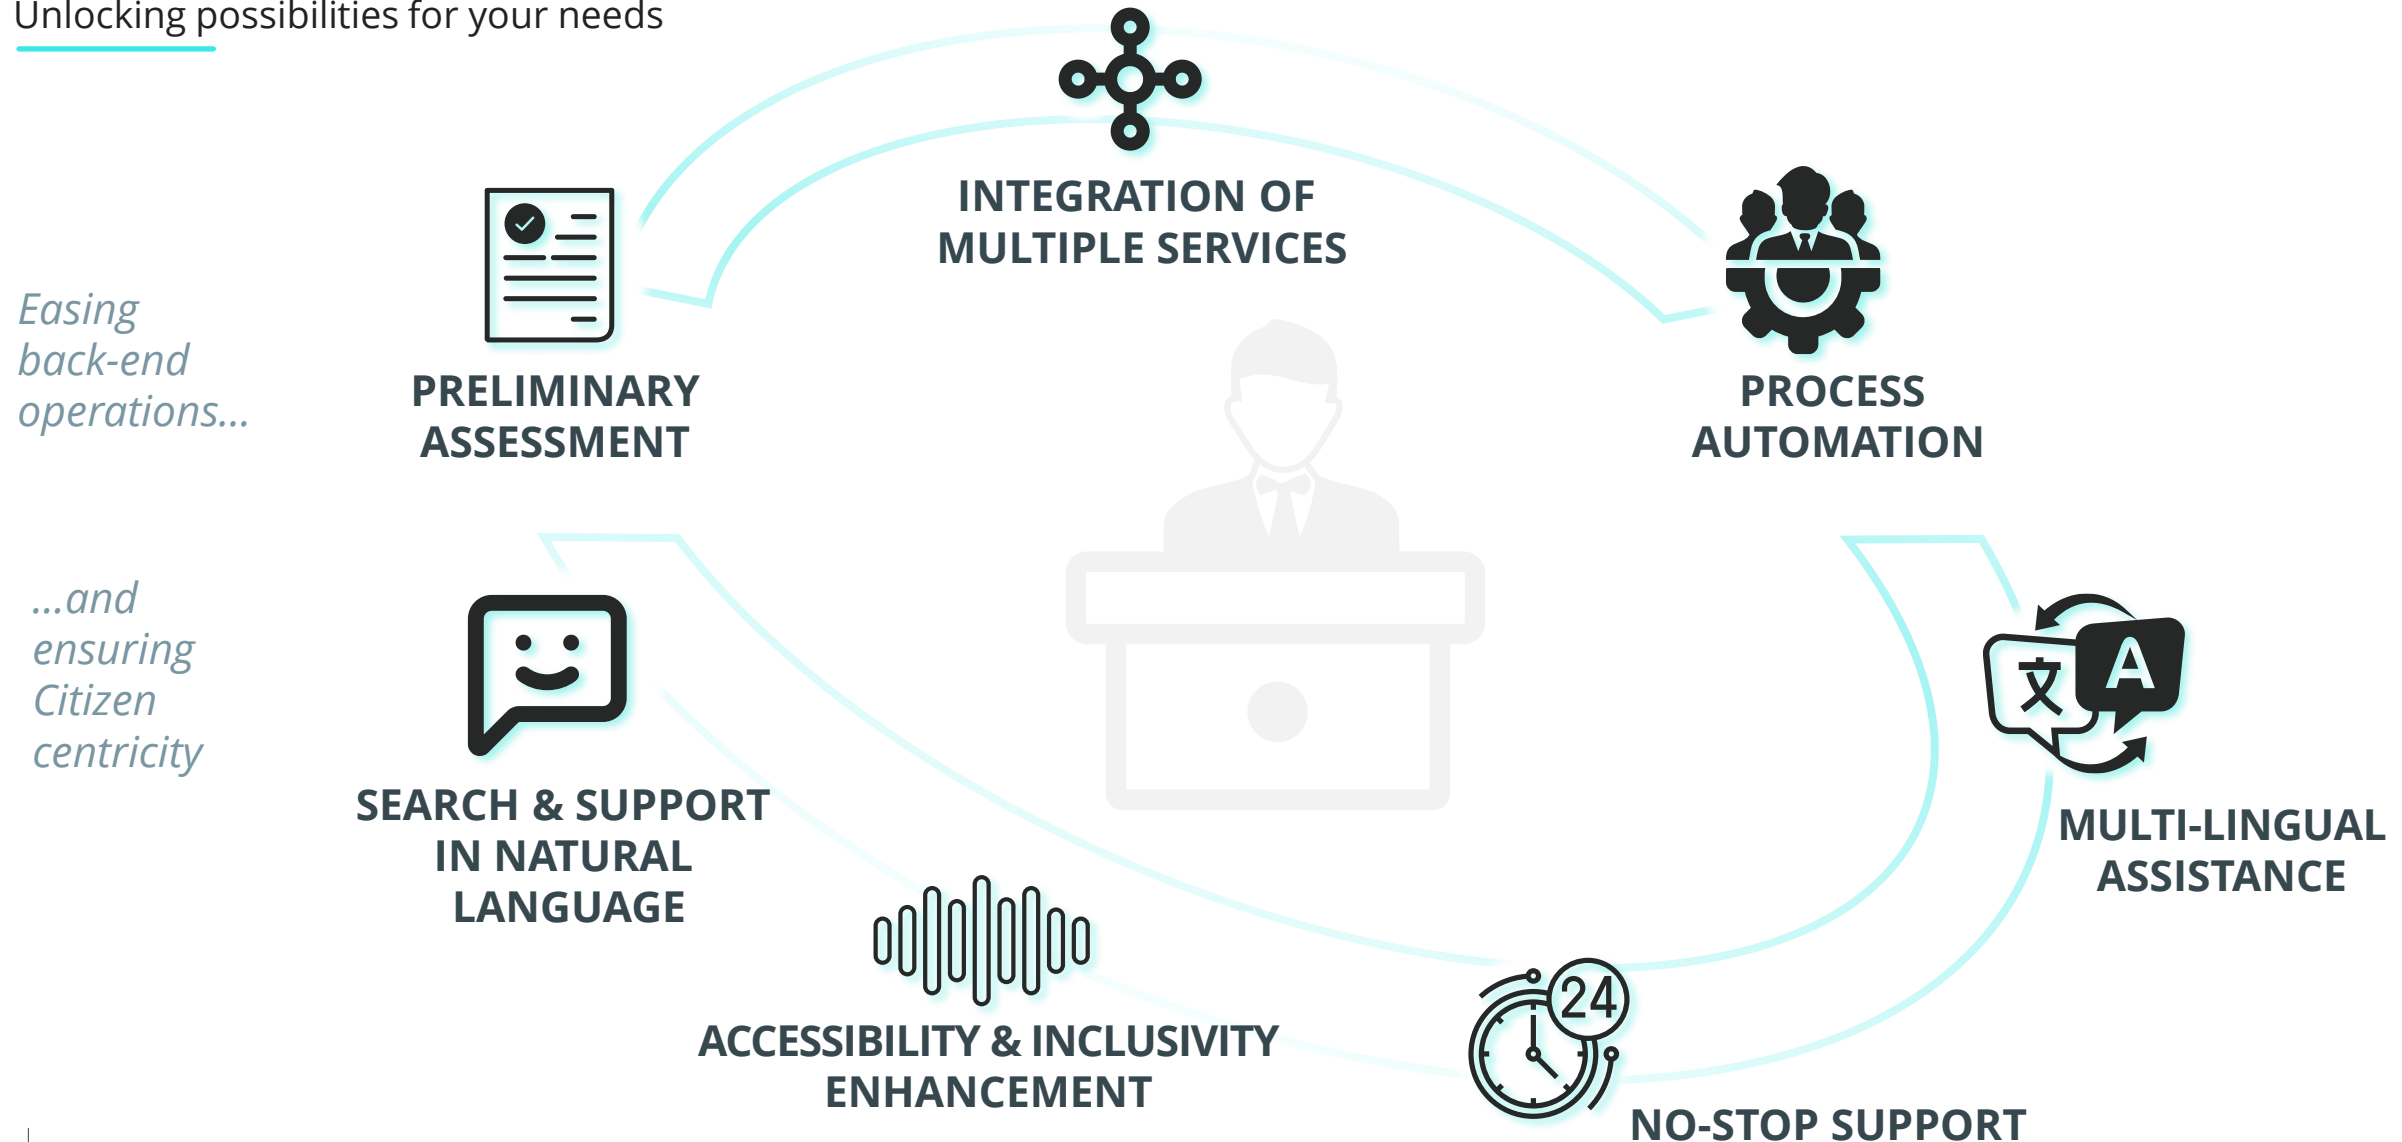 Unlocking possibilities for your needs
INTEGRATION OF
MULTIPLE SERVICES
Easing
back-end
operations...
PRELIMINARY
ASSESSMENT
PROCESS
AUTOMATION
...and
ensuring
Citizen
centricity
文 A
SEARCH & SUPPORT
IN NATURAL
LANGUAGE
MULTI-LINGUAL
ASSISTANCE
ACCESSIBILITY & INCLUSIVITY
ENHANCEMENT
24
NO-STOP SUPPORT